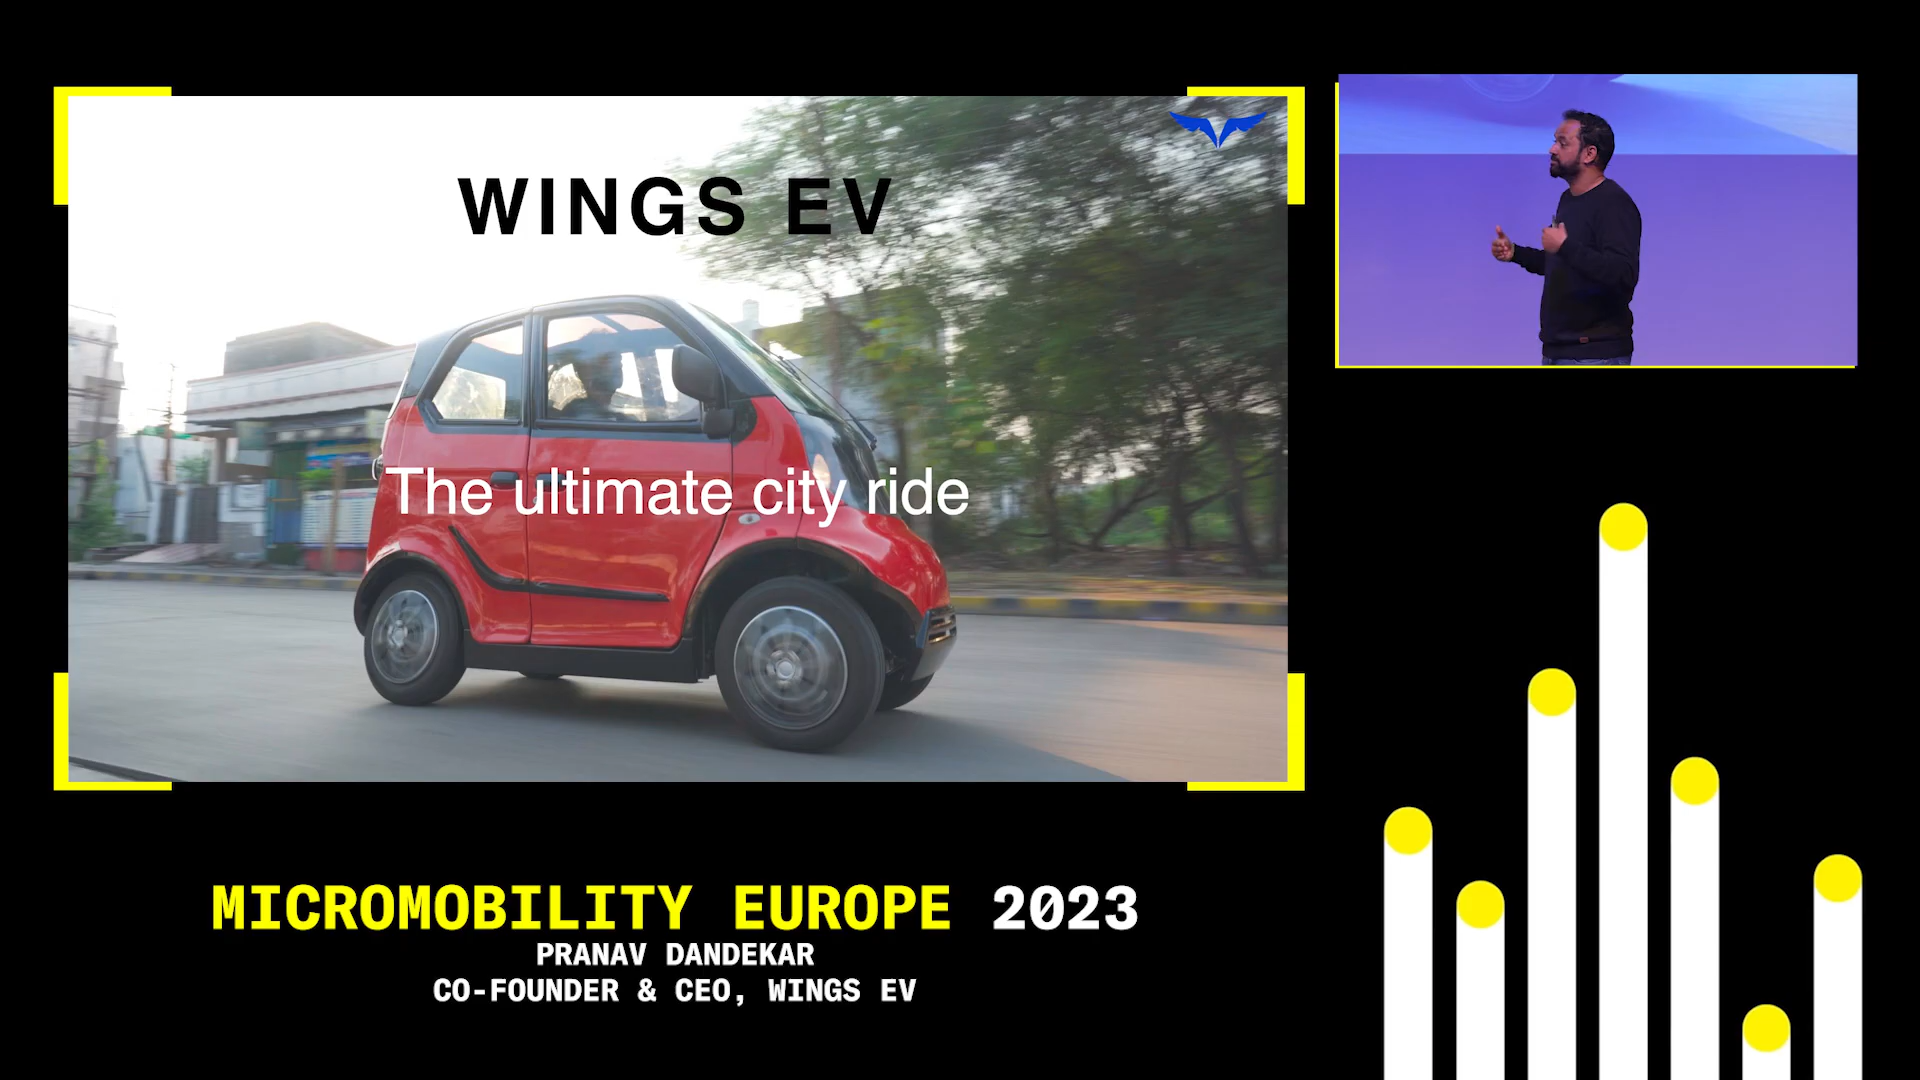 WINGS EV
The ultimate city ride
MICROMOBILITY EUROPE 2023
PRANAV DANDEKAR
CO-FOUNDER & CEO, WINGS EV